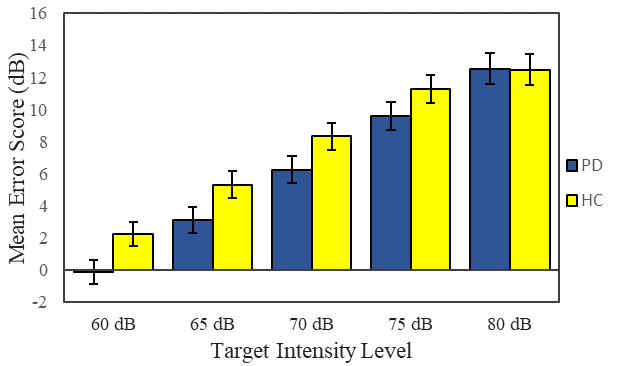 16
14
12
10
8
6
4
2
0
-2
Mean Error Score (dB)
60 dB 65 dB 70 dB 75 dB 80 dB
Target Intensity Level
PD
HC